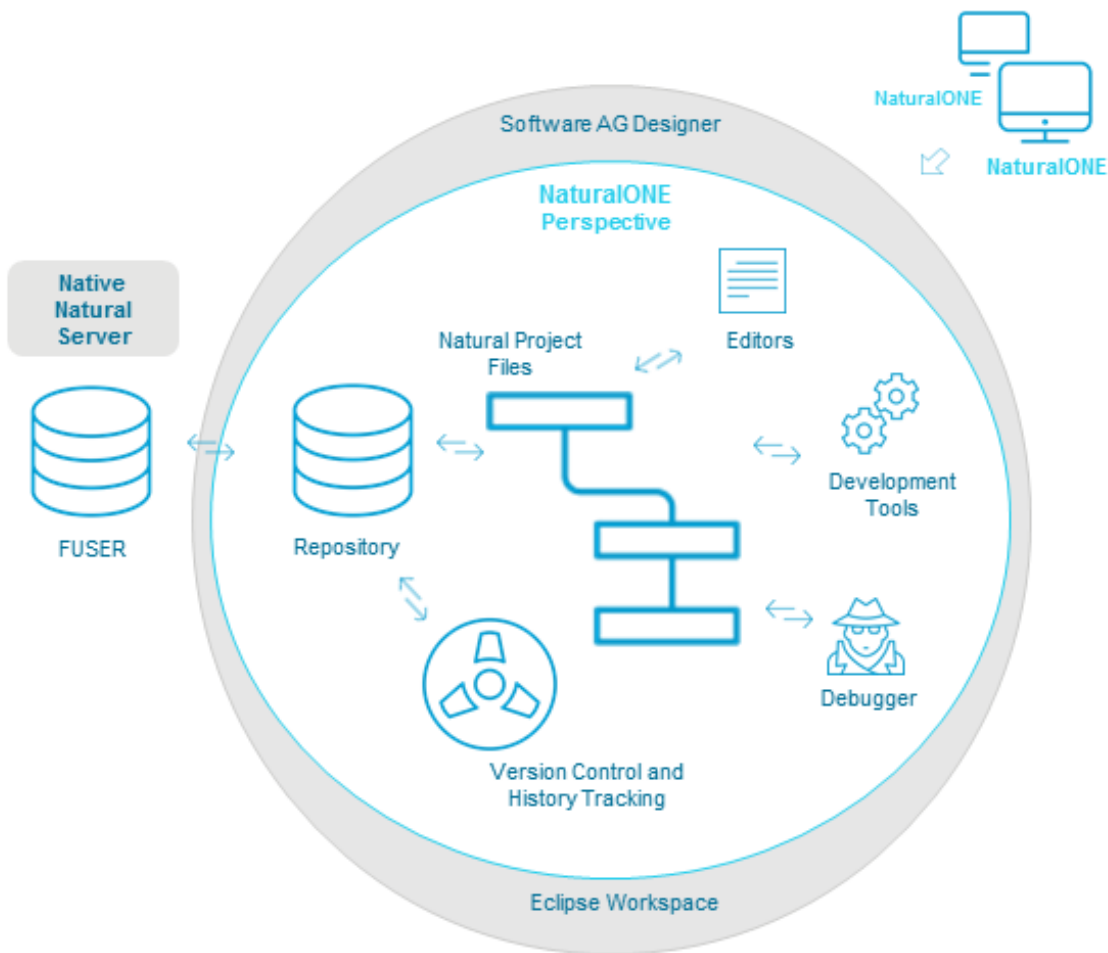 NaturalONE
NaturalONE
Software AG Designer
NaturalONE
Perspective
Native
Natural
Server
Natural Project
Files
Editors
Development
Tools
FUSER
Repository
Debugger
Version Control and
History Tracking
Eclipse Workspace